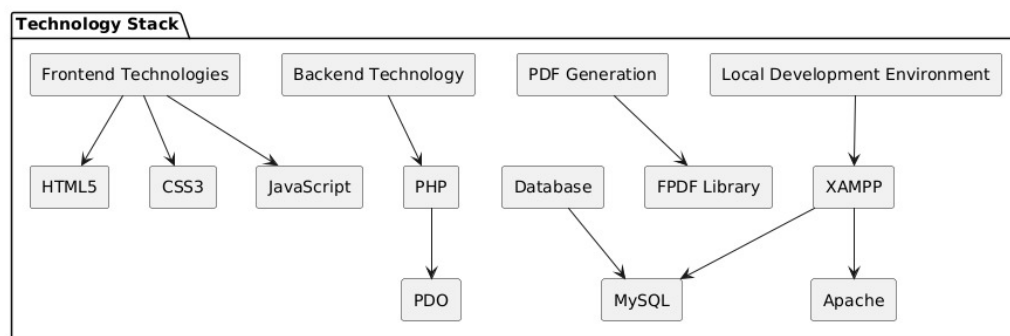 Technology Stack
Frontend Technologies
Backend Technology
PDF Generation
Local Development Environment
HTML5
CSS3
JavaScript
PHP
Database
FPDF Library
XAMPP
PDO
MySQL
Apache